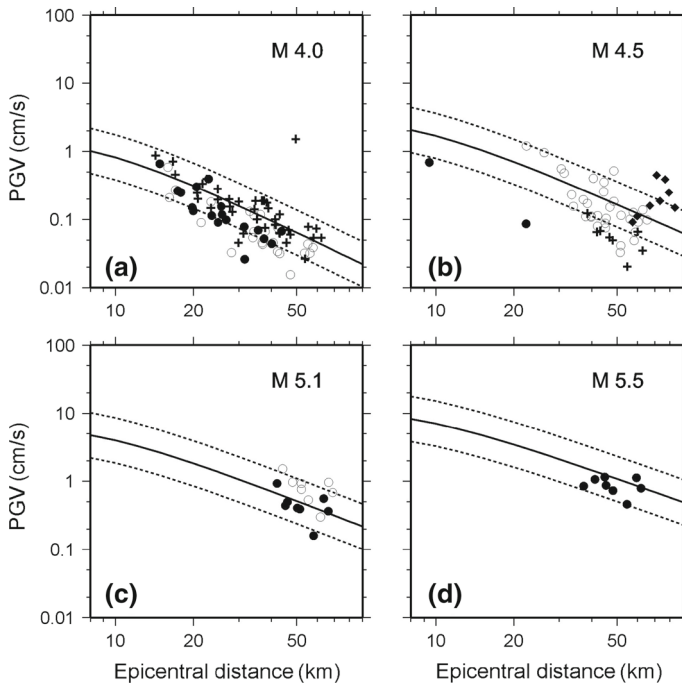 100
10
1
0.1
0.01
PGV (cm/s)
M 4.0
(a)
10 20 50
M 4.5
(b)
10 20 50
100
10
1
0.1
0.01
PGV (cm/s)
M 5.1
(c)
10 20 50
Epicentral distance (km)
M 5.5
(d)
10 20 50
Epicentral distance (km)